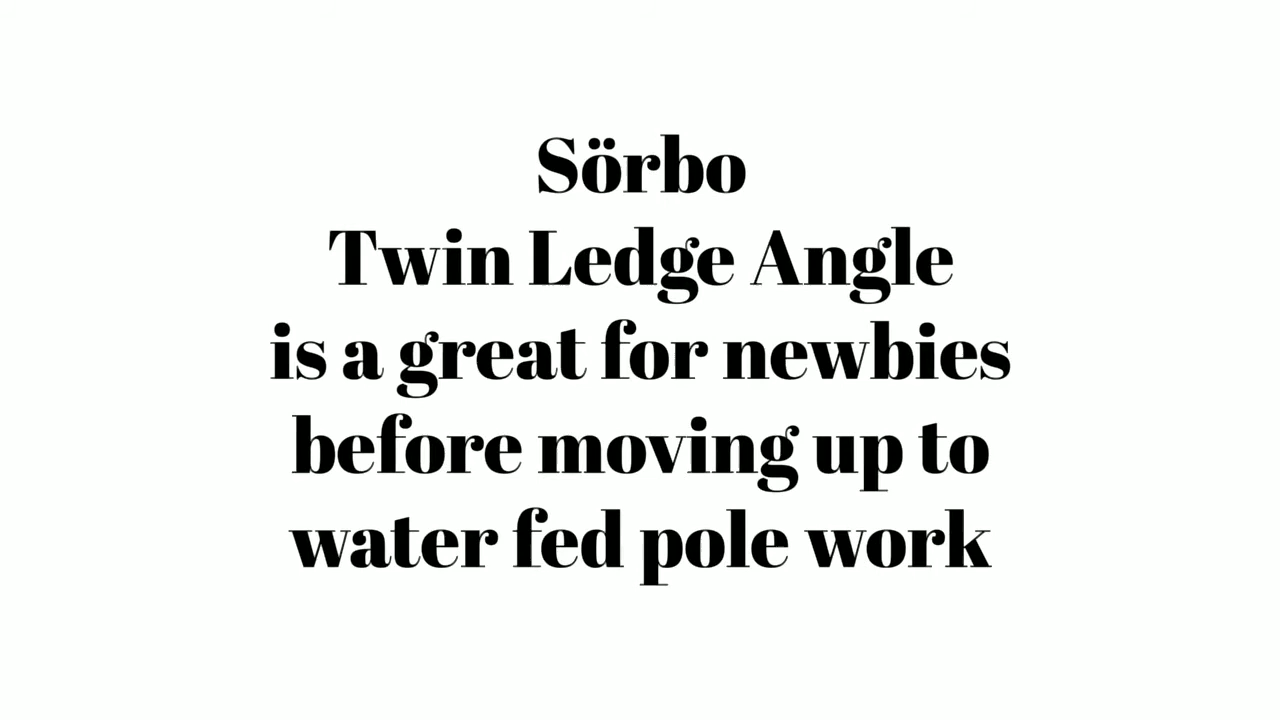 Sörbo
Twin Ledge Angle
is a great for newbies
before moving up to
water fed pole work